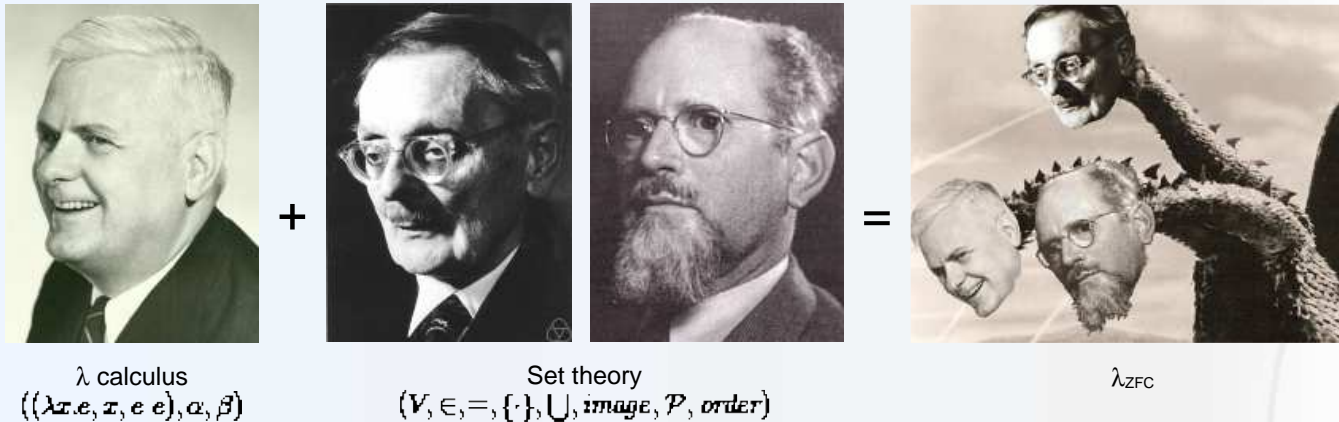 +
=
λ calculus
((λx.e, x, e e), α, β)
Set theory
(V, ∈, =, {·}, ⋃, image, P, order)
λZFC